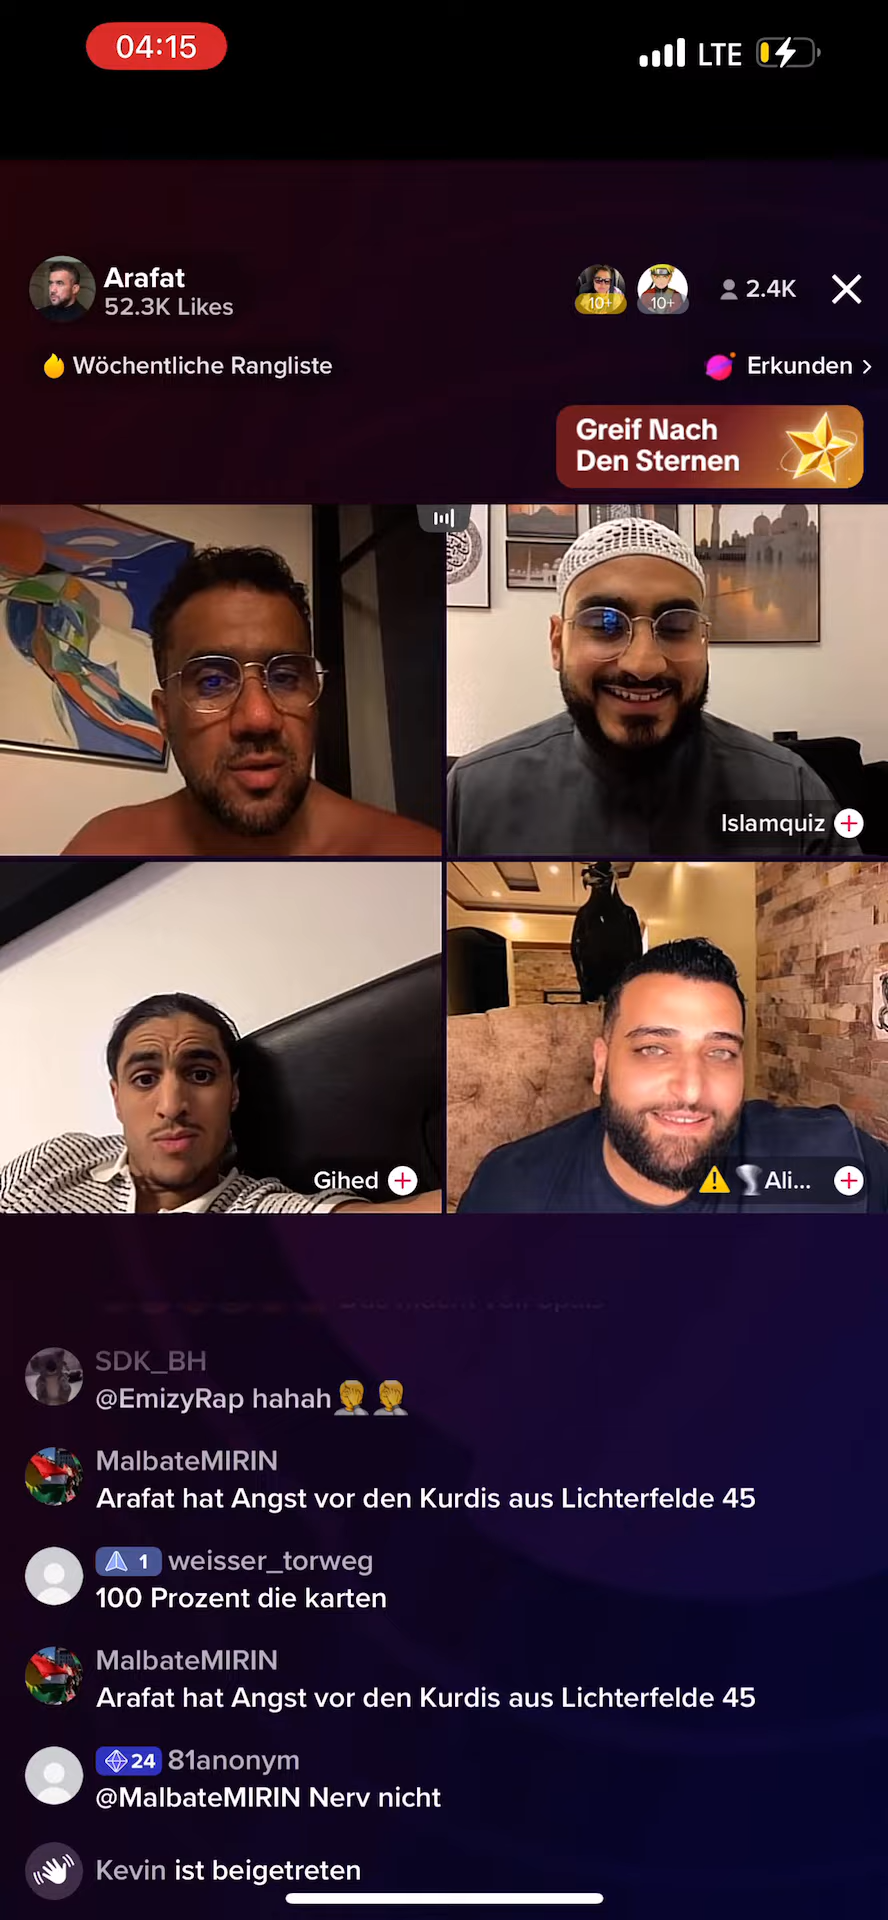 04:15
LTE
Arafat
52.3K Likes
10+
10+
2.4K
Wöchentliche Rangliste
Erkunden >
Greif Nach
Den Sternen
Islamquiz
Gihed
Ali...
SDK_BH
@EmizyRap hahah🤦🤦
MalbateMIRIN
Arafat hat Angst vor den Kurdis aus Lichterfelde 45
1 weisser_torweg
100 Prozent die karten
MalbateMIRIN
Arafat hat Angst vor den Kurdis aus Lichterfelde 45
24 81anonym
@MalbateMIRIN Nerv nicht
Kevin ist beigetreten